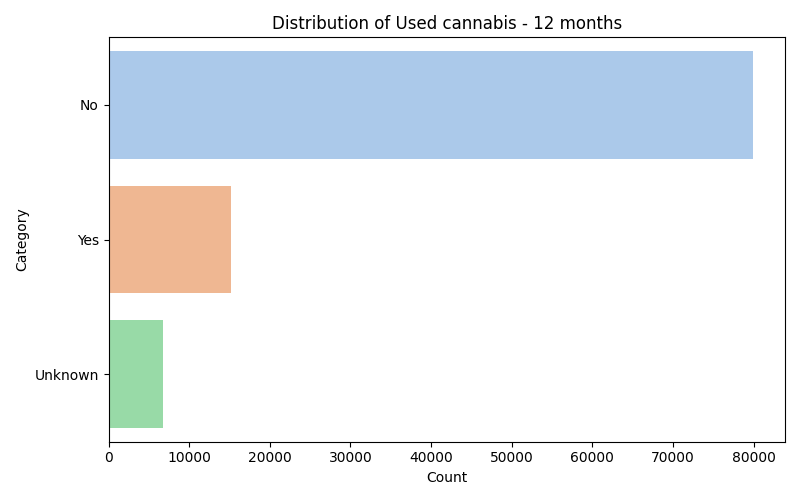 Distribution of Used cannabis - 12 months
Category
No
Yes
Unknown
0 10000 20000 30000 40000 50000 60000 70000 80000
Count